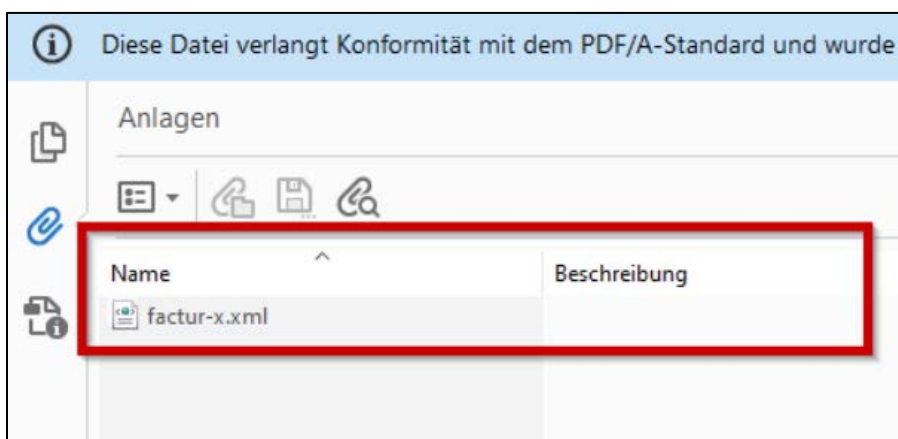 Diese Datei verlangt Konformität mit dem PDF/A-Standard und wurde
Anlagen
Name Beschreibung
factur-x.xml